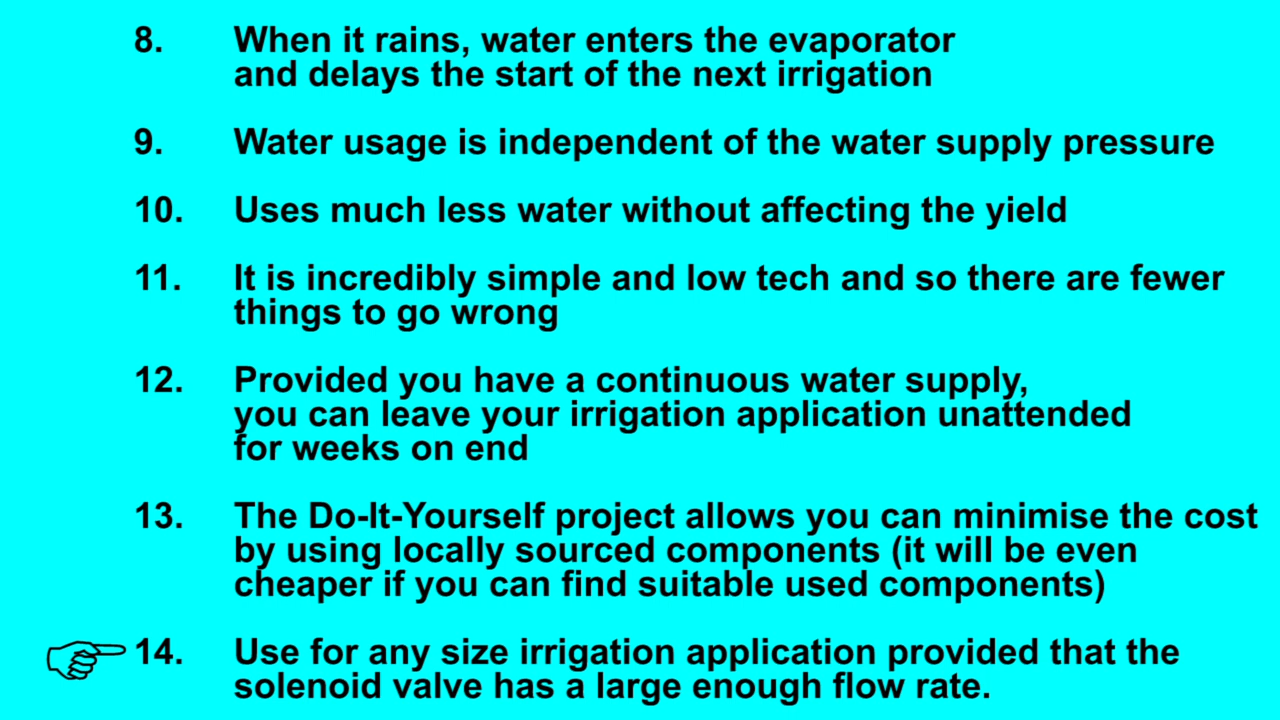 8. When it rains, water enters the evaporator
and delays the start of the next irrigation
9. Water usage is independent of the water supply pressure
10. Uses much less water without affecting the yield
11. It is incredibly simple and low tech and so there are fewer
things to go wrong
12. Provided you have a continuous water supply,
you can leave your irrigation application unattended
for weeks on end
13. The Do-It-Yourself project allows you can minimise the cost
by using locally sourced components (it will be even
cheaper if you can find suitable used components)
14. Use for any size irrigation application provided that the
solenoid valve has a large enough flow rate.